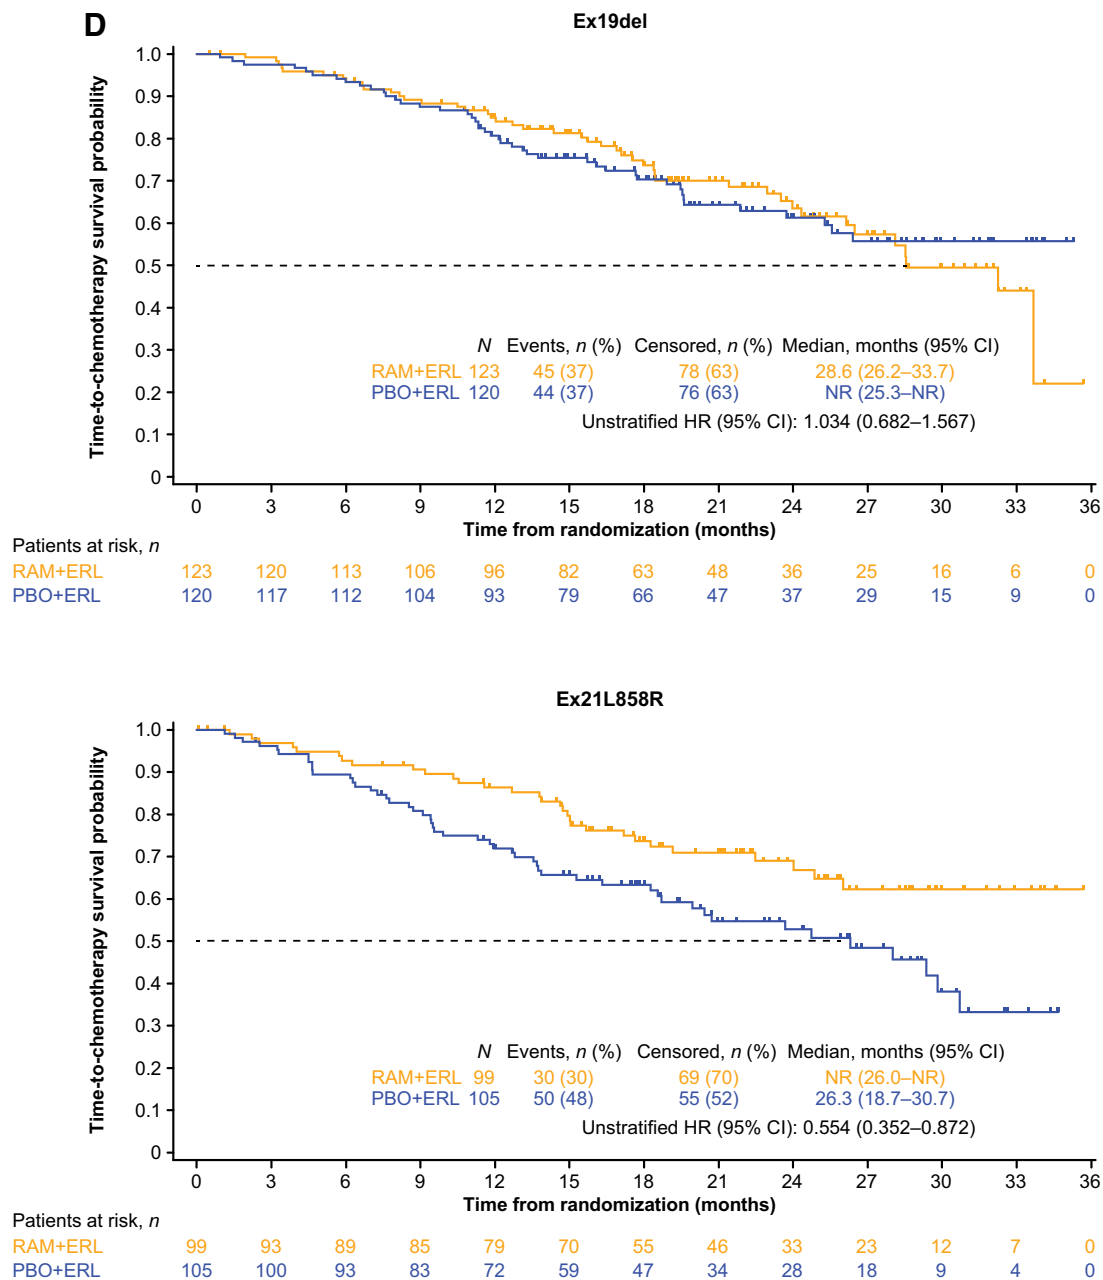 D
Ex19del
Time-to-chemotherapy survival probability
1.0
0.9
0.8
0.7
0.6
0.5
0.4
0.3
0.2
0.1
0
N Events, n (%) Censored, n (%) Median, months (95% CI)
RAM+ERL 123 45 (37) 78 (63) 28.6 (26.2–33.7)
PBO+ERL 120 44 (37) 76 (63) NR (25.3–NR)
Unstratified HR (95% CI): 1.034 (0.682–1.567)
0 3 6 9 12 15 18 21 24 27 30 33 36
Time from randomization (months)
Patients at risk, n
RAM+ERL 123 120 113 106 96 82 63 48 36 25 16 6 0
PBO+ERL 120 117 112 104 93 79 66 47 37 29 15 9 0
Ex21L858R
Time-to-chemotherapy survival probability
1.0
0.9
0.8
0.7
0.6
0.5
0.4
0.3
0.2
0.1
0
N Events, n (%) Censored, n (%) Median, months (95% CI)
RAM+ERL 99 30 (30) 69 (70) NR (26.0–NR)
PBO+ERL 105 50 (48) 55 (52) 26.3 (18.7–30.7)
Unstratified HR (95% CI): 0.554 (0.352–0.872)
0 3 6 9 12 15 18 21 24 27 30 33 36
Time from randomization (months)
Patients at risk, n
RAM+ERL 99 93 89 85 79 70 55 46 33 23 12 7 0
PBO+ERL 105 100 93 83 72 59 47 34 28 18 9 4 0